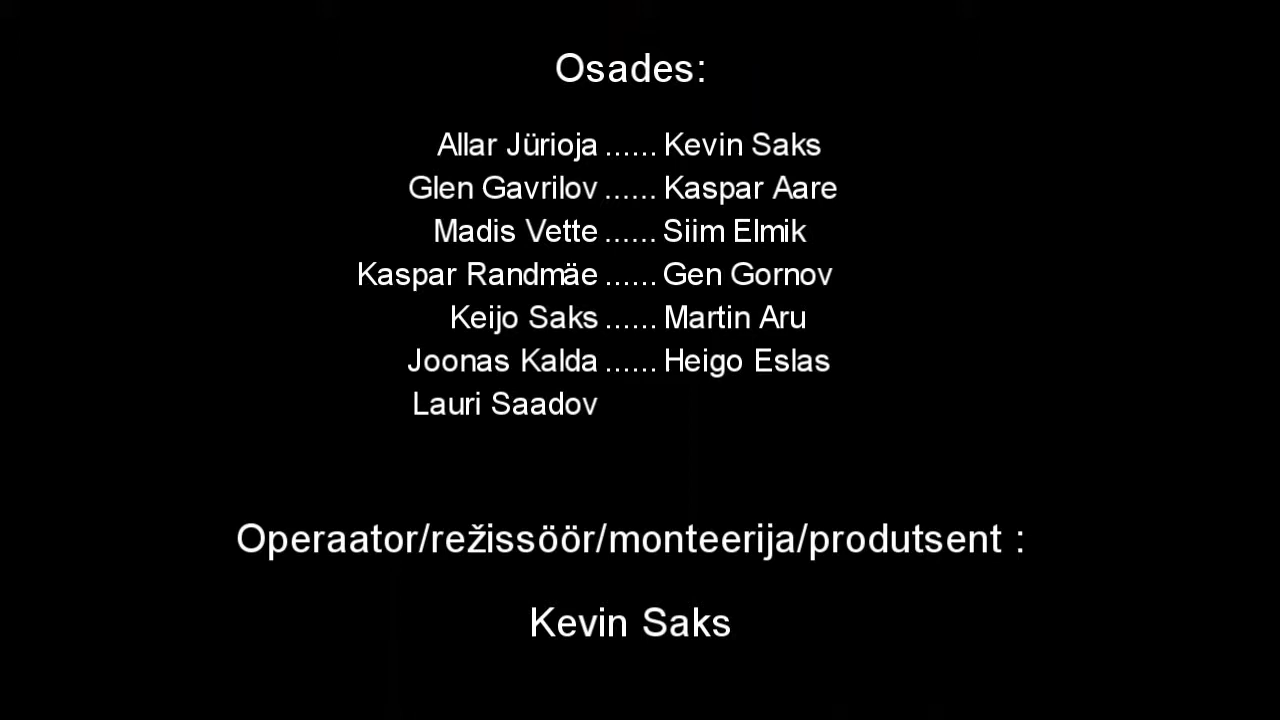 Osades:
Allar Jürioja ...... Kevin Saks
Glen Gavrilov ...... Kaspar Aare
Madis Vette ...... Siim Elmik
Kaspar Randmäe ...... Gen Gornov
Keijo Saks ...... Martin Aru
Joonas Kalda ...... Heigo Eslas
Lauri Saadov
Operaator/režissöör/monteerija/produtsent :
Kevin Saks